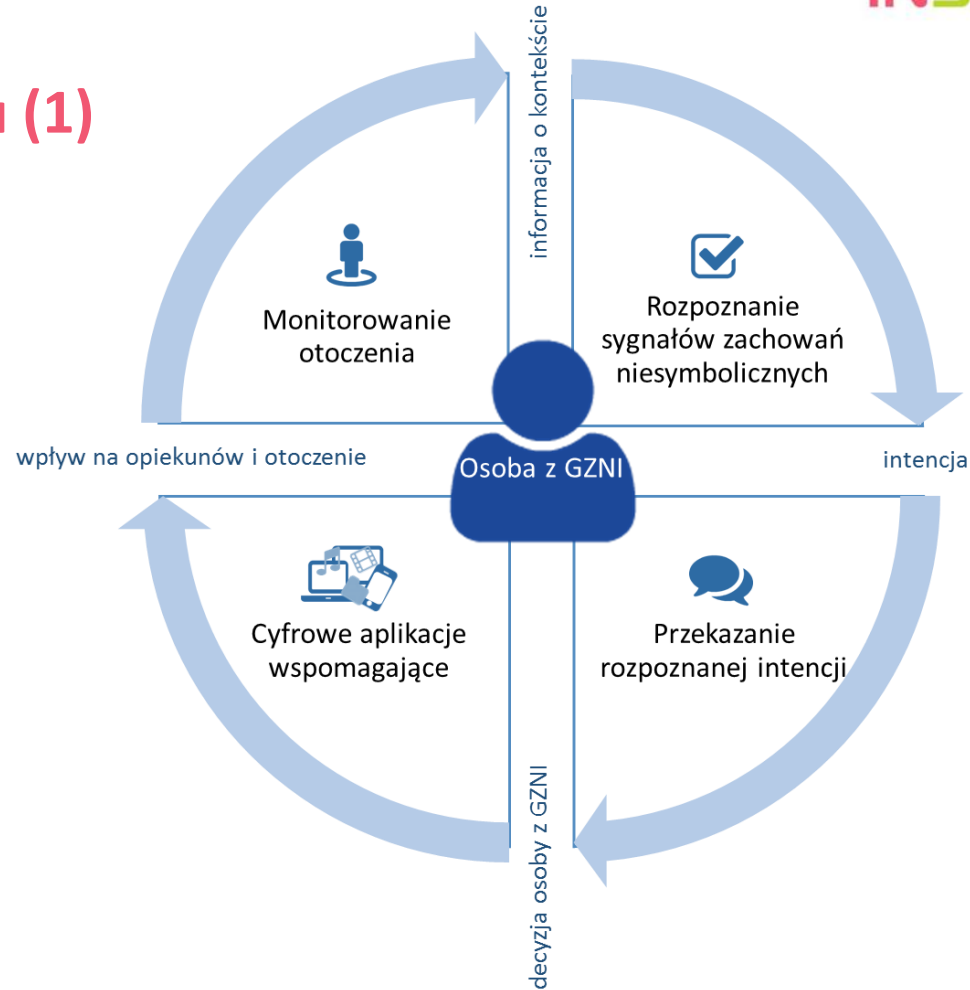 (1)
informacja o kontekście
Monitorowanie
otoczenia
Rozpoznanie
sygnałów zachowań
niesymbolicznych
wpływ na opiekunów i otoczenie
Osoba z GZNI
intencja
Cyfrowe aplikacje
wspomagające
Przekazanie
rozpoznanej intencji
decyzja osoby z GZNI